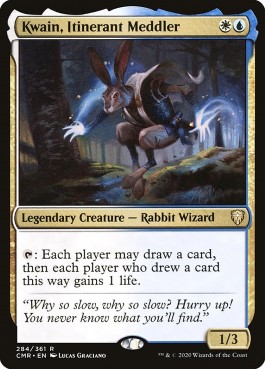 Kwain, Itinerant Meddler
Legendary Creature — Rabbit Wizard
: Each player may draw a card,
then each player who drew a card
this way gains 1 life.
“Why so slow, why so slow? Hurry up!
You never know what you’ll find.”
1/3
284/361 R
CMR • EN LUCAS GRACIANO
™ & © 2020 Wizards of the Coast